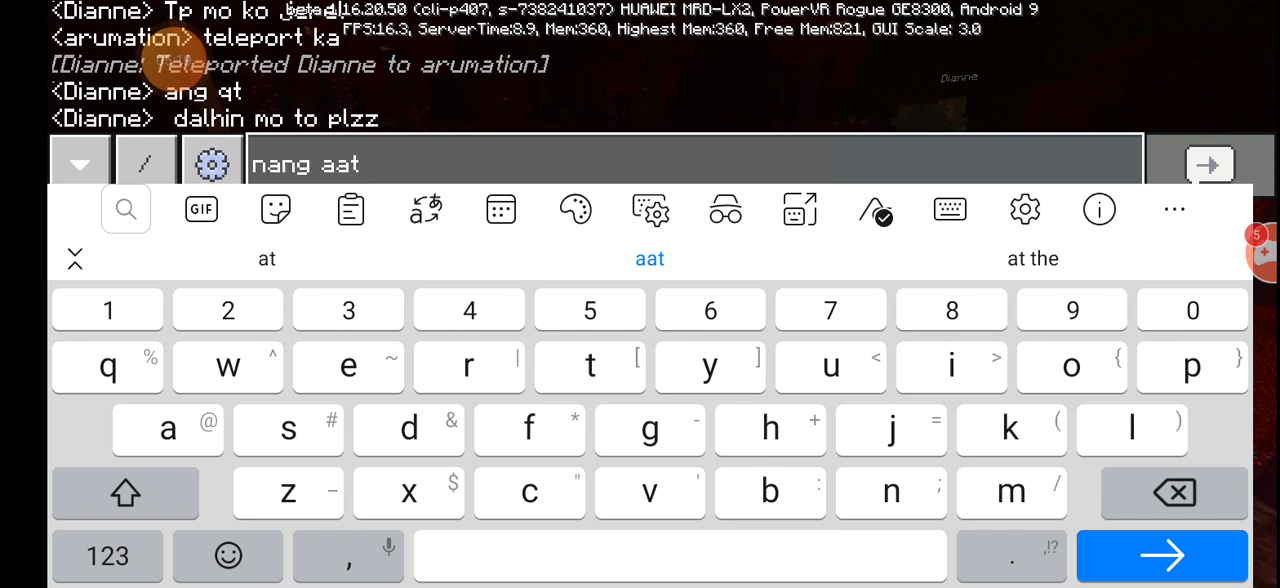 <Dianne> Tp mo ko jered
beta 1.16.20.50 (cli-p407, s-738241037) HUAWEI MRD-LX2, PowerVR Rogue GE8300, Android 9
<arumation> teleport ka
FPS:16.3, ServerTime:8.9, Mem:360, Highest Mem:360, Free Mem:821, GUI Scale: 3.0
[Dianne: Teleported Dianne to arumation]
Dianne
<Dianne> ang qt
<Dianne> dalhin mo to plzz
/
nang aat
5
GIF
at aat at the
1 2 3 4 5 6 7 8 9 0
q % w ^ e ~ r | t [ y ] u < i > o { p }
a @ s # d & f * g - h + j = k ( l )
z _ x $ c " v ' b : n ; m /
123 , . ,!?